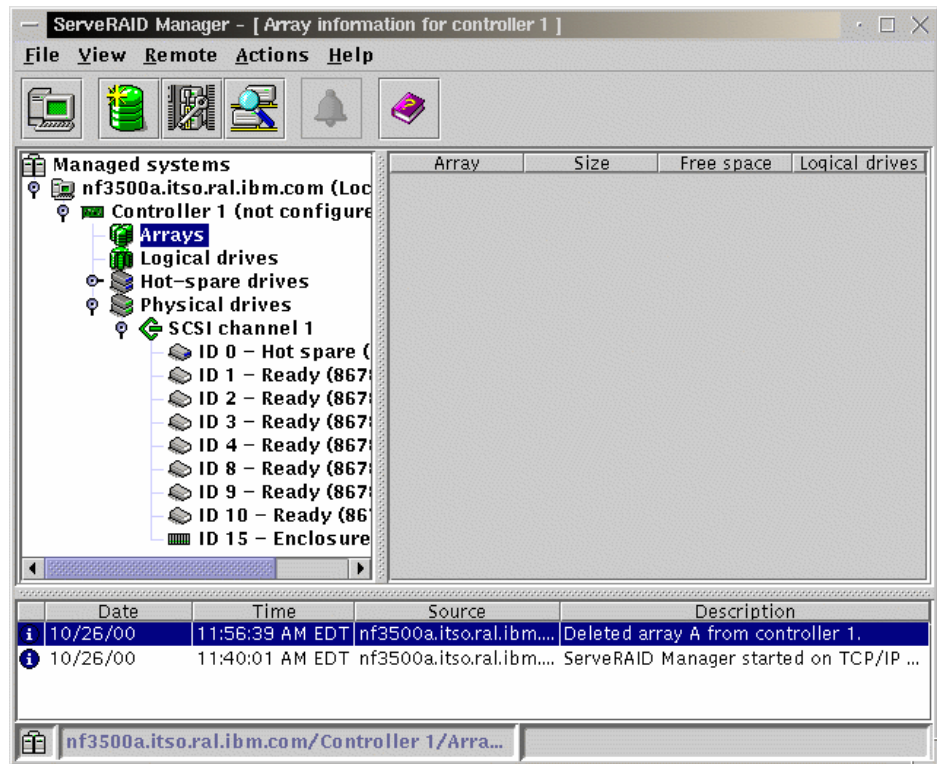 ServeRAID Manager – [ Array information for controller 1 ]
File View Remote Actions Help
Managed systems
nf3500a.itso.ral.ibm.com (Loc
Controller 1 (not configure
Arrays
Logical drives
Hot-spare drives
Physical drives
SCSI channel 1
ID 0 – Hot spare (
ID 1 – Ready (867
ID 2 – Ready (867
ID 3 – Ready (867
ID 4 – Ready (867
ID 8 – Ready (867
ID 9 – Ready (867
ID 10 – Ready (86
ID 15 – Enclosure
Array Size Free space Logical drives
Date Time Source Description
10/26/00 11:56:39 AM EDT nf3500a.itso.ral.ibm.... Deleted array A from controller 1.
10/26/00 11:40:01 AM EDT nf3500a.itso.ral.ibm.... ServeRAID Manager started on TCP/IP ...
nf3500a.itso.ral.ibm.com/Controller 1/Arra...